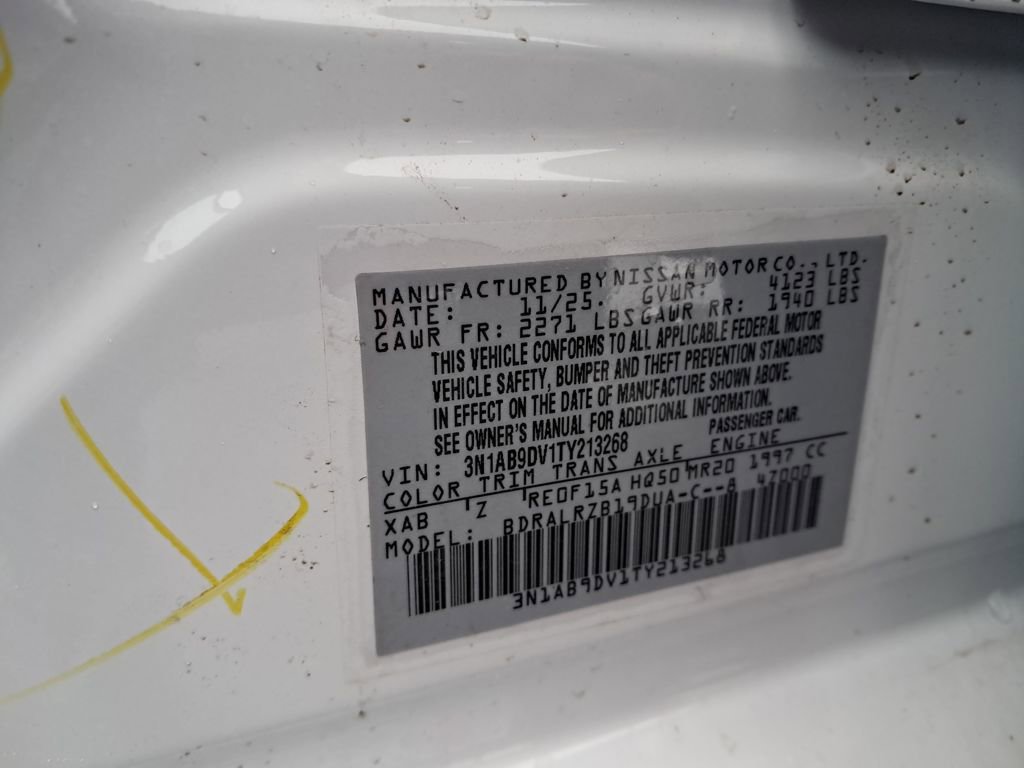 MANUFACTURED BY NISSAN MOTOR CO., LTD.
DATE: 11/25. GVWR: 4123 LBS
GAWR FR: 2271 LBS GAWR RR: 1940 LBS
THIS VEHICLE CONFORMS TO ALL APPLICABLE FEDERAL MOTOR
VEHICLE SAFETY, BUMPER AND THEFT PREVENTION STANDARDS
IN EFFECT ON THE DATE OF MANUFACTURE SHOWN ABOVE.
SEE OWNER'S MANUAL FOR ADDITIONAL INFORMATION.
VIN: 3N1AB9DV1TY213268 PASSENGER CAR.
COLOR TRIM TRANS AXLE ENGINE
XAB Z RE0F15A HQ50 MR20 1997 CC
MODEL: BDRALRZB19DUA-C--8 47000
3N1AB9DV1TY213268